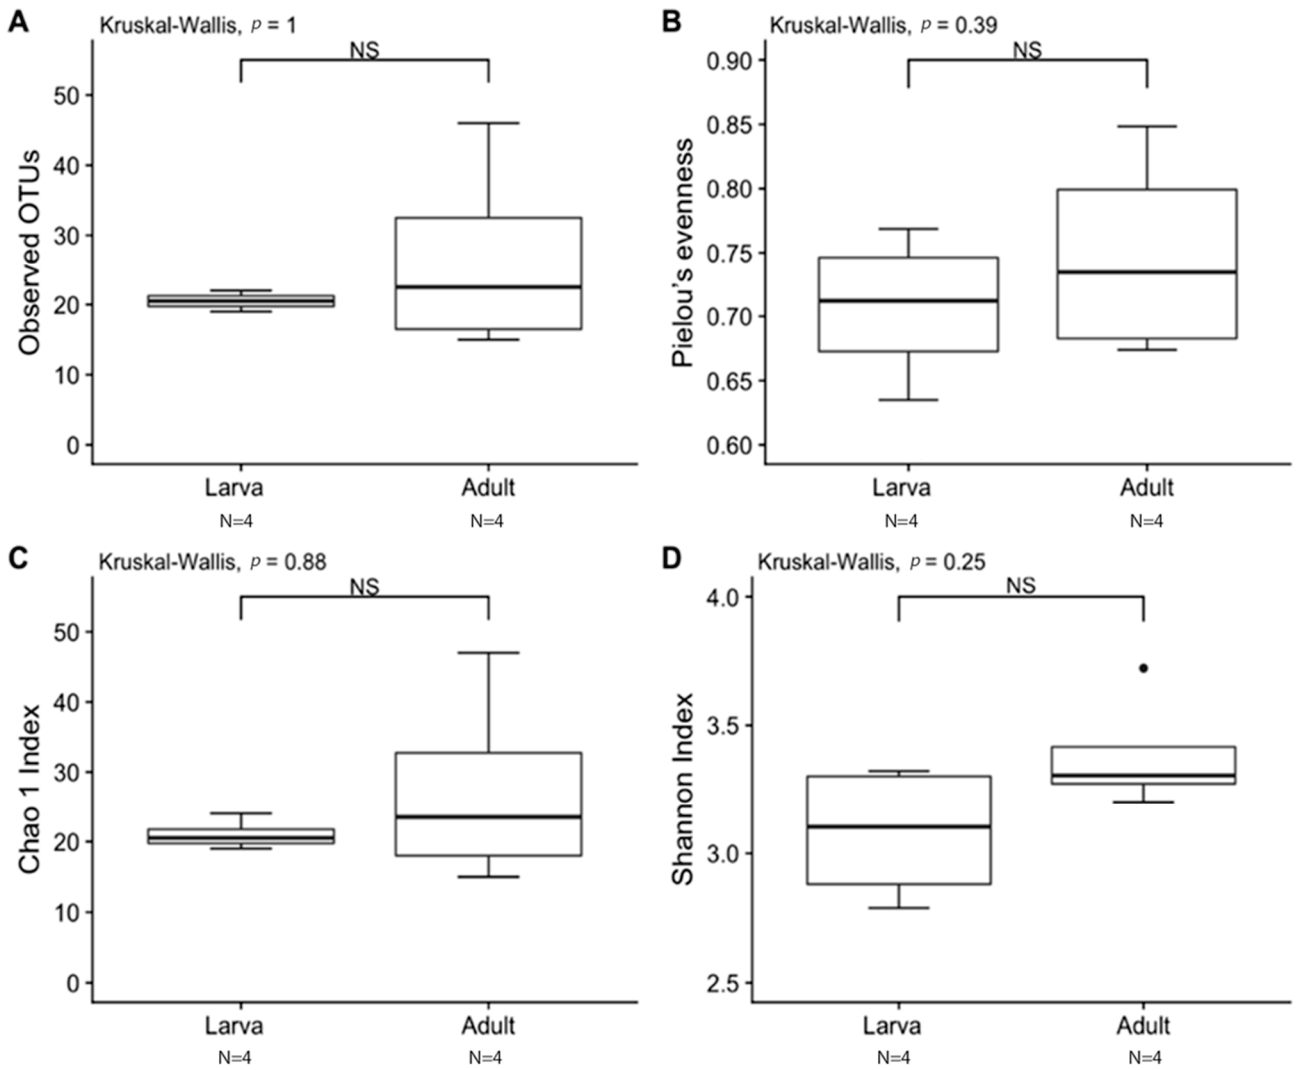 A
Kruskal-Wallis, p = 1
NS
Observed OTUs
50
40
30
20
10
0
Larva
Adult
N=4
N=4
B
Kruskal-Wallis, p = 0.39
NS
Pielou's evenness
0.90
0.85
0.80
0.75
0.70
0.65
0.60
Larva
Adult
N=4
N=4
C
Kruskal-Wallis, p = 0.88
NS
Chao 1 Index
50
40
30
20
10
0
Larva
Adult
N=4
N=4
D
Kruskal-Wallis, p = 0.25
NS
Shannon Index
4.0
3.5
3.0
2.5
Larva
Adult
N=4
N=4